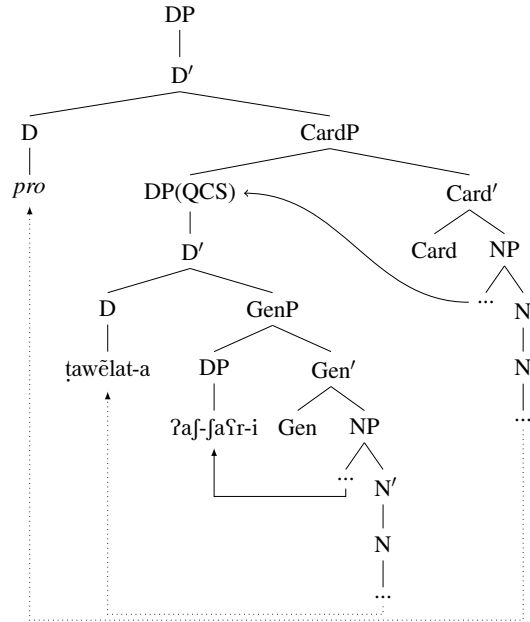 DP
D′
D CardP
pro DP(QCS) Card′
D′ Card NP
D GenP ... N
ṭawẽlat-a DP Gen′ N
ʔaʃ-ʃaʕr-i Gen NP ...
... N′
N
...